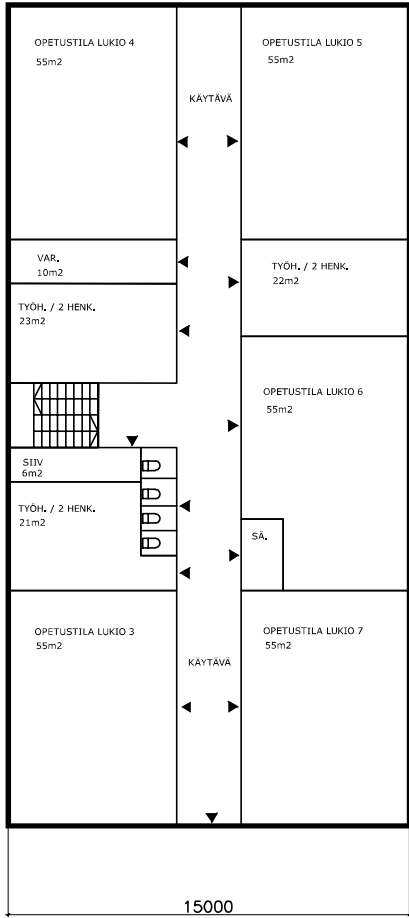 OPETUSTILA LUKIO 4
55m2
OPETUSTILA LUKIO 5
55m2
KÄYTÄVÄ
VAR.
10m2
TYÖH. / 2 HENK.
22m2
TYÖH. / 2 HENK.
23m2
OPETUSTILA LUKIO 6
55m2
SIIV
6m2
TYÖH. / 2 HENK.
21m2
SÄ.
OPETUSTILA LUKIO 3
55m2
OPETUSTILA LUKIO 7
55m2
KÄYTÄVÄ
15000